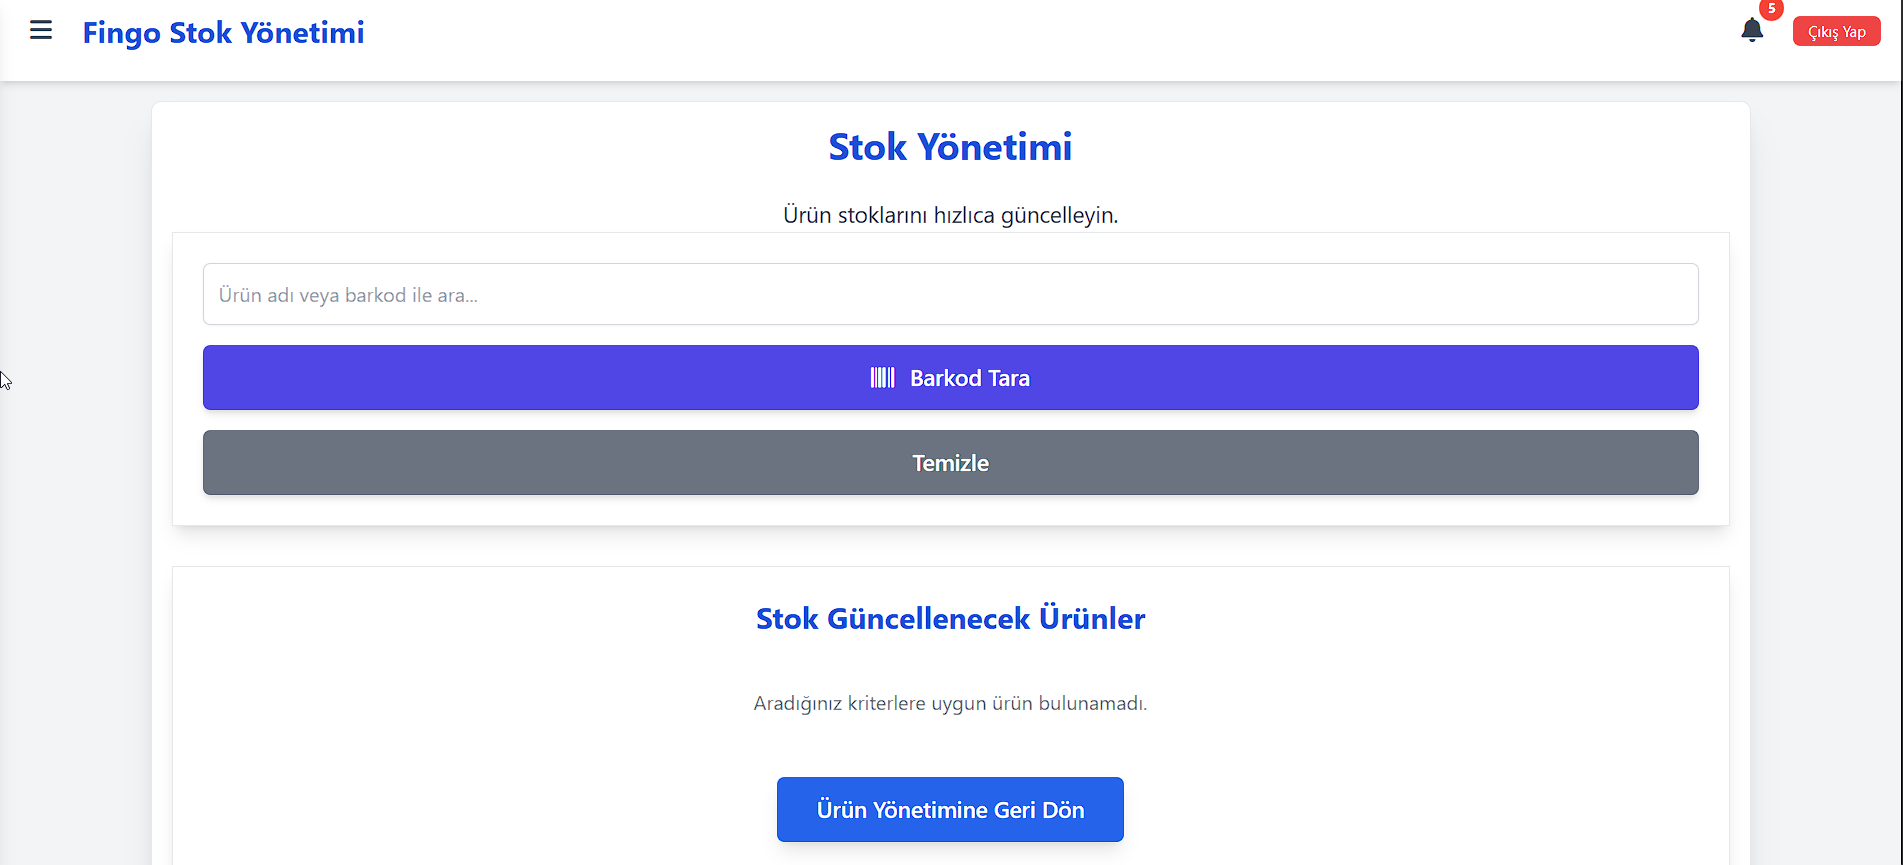 Fingo Stok Yönetimi
5
Çıkış Yap
Stok Yönetimi
Ürün stoklarını hızlıca güncelleyin.
Ürün adı veya barkod ile ara...
Barkod Tara
Temizle
Stok Güncellenecek Ürünler
Aradığınız kriterlere uygun ürün bulunamadı.
Ürün Yönetimine Geri Dön